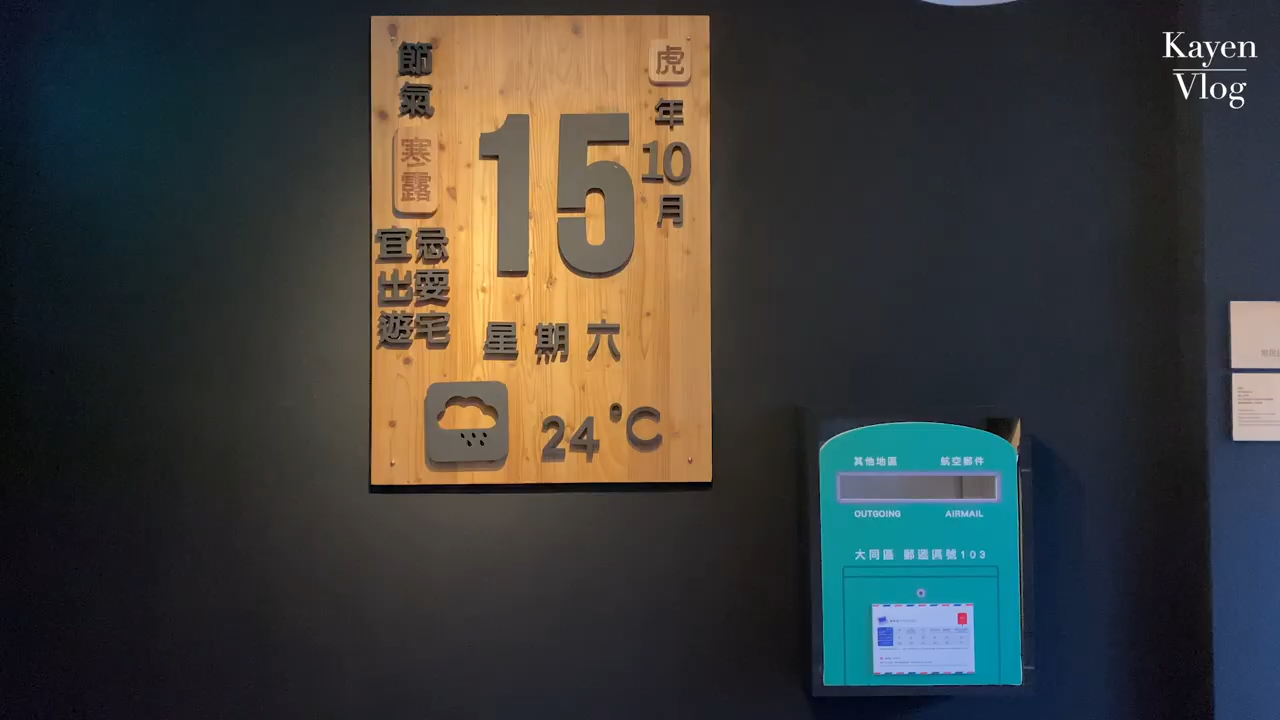 Kayen
Vlog
虎年10月
15
節氣
寒露
忌耍宅
宜出遊
星期六
24°C
其他地區 航空郵件
OUTGOING AIRMAIL
大同區 郵遞區號103